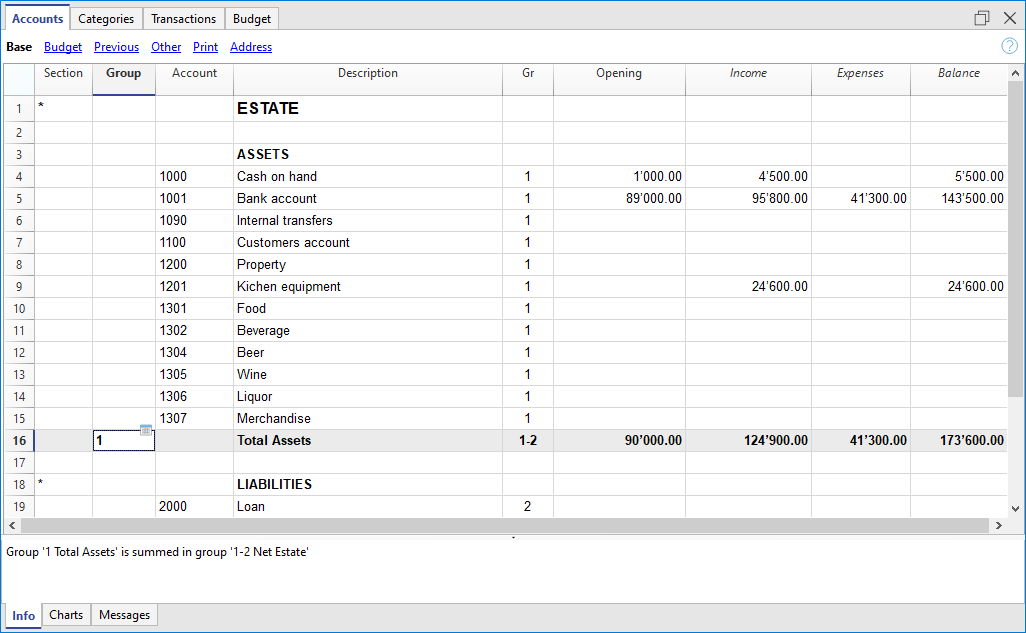 Accounts Categories Transactions Budget
Base Budget Previous Other Print Address ?
Section Group Account Description Gr Opening Income Expenses Balance
1 * ESTATE
2
3 ASSETS
4 1000 Cash on hand 1 1'000.00 4'500.00 5'500.00
5 1001 Bank account 1 89'000.00 95'800.00 41'300.00 143'500.00
6 1090 Internal transfers 1
7 1100 Customers account 1
8 1200 Property 1
9 1201 Kichen equipment 1 24'600.00 24'600.00
10 1301 Food 1
11 1302 Beverage 1
12 1304 Beer 1
13 1305 Wine 1
14 1306 Liquor 1
15 1307 Merchandise 1
16 1 Total Assets 1-2 90'000.00 124'900.00 41'300.00 173'600.00
17
18 * LIABILITIES
19 2000 Loan 2
Group '1 Total Assets' is summed in group '1-2 Net Estate'
Info Charts Messages